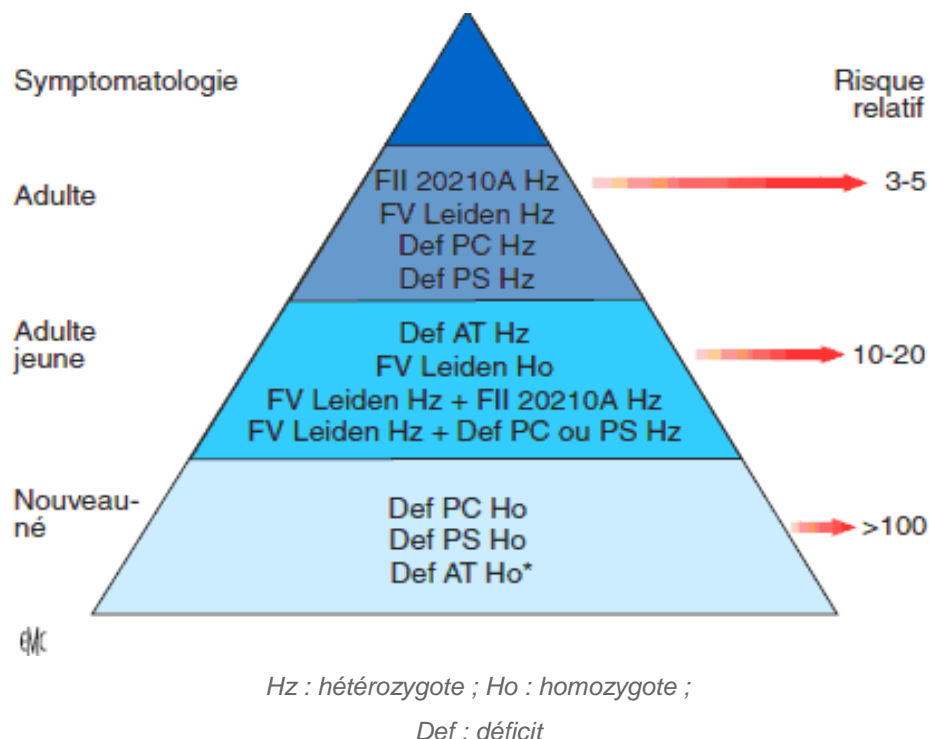 Symptomatologie
Risque
relatif
Adulte
FII 20210A Hz
FV Leiden Hz
Def PC Hz
Def PS Hz
3-5
Adulte
jeune
Def AT Hz
FV Leiden Ho
FV Leiden Hz + FII 20210A Hz
FV Leiden Hz + Def PC ou PS Hz
10-20
Nouveau-
né
Def PC Ho
Def PS Ho
Def AT Ho*
>100
EMC
Hz : hétérozygote ; Ho : homozygote ;
Def : déficit